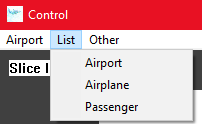 Control
Airport List Other
Slice
Airport
Airplane
Passenger